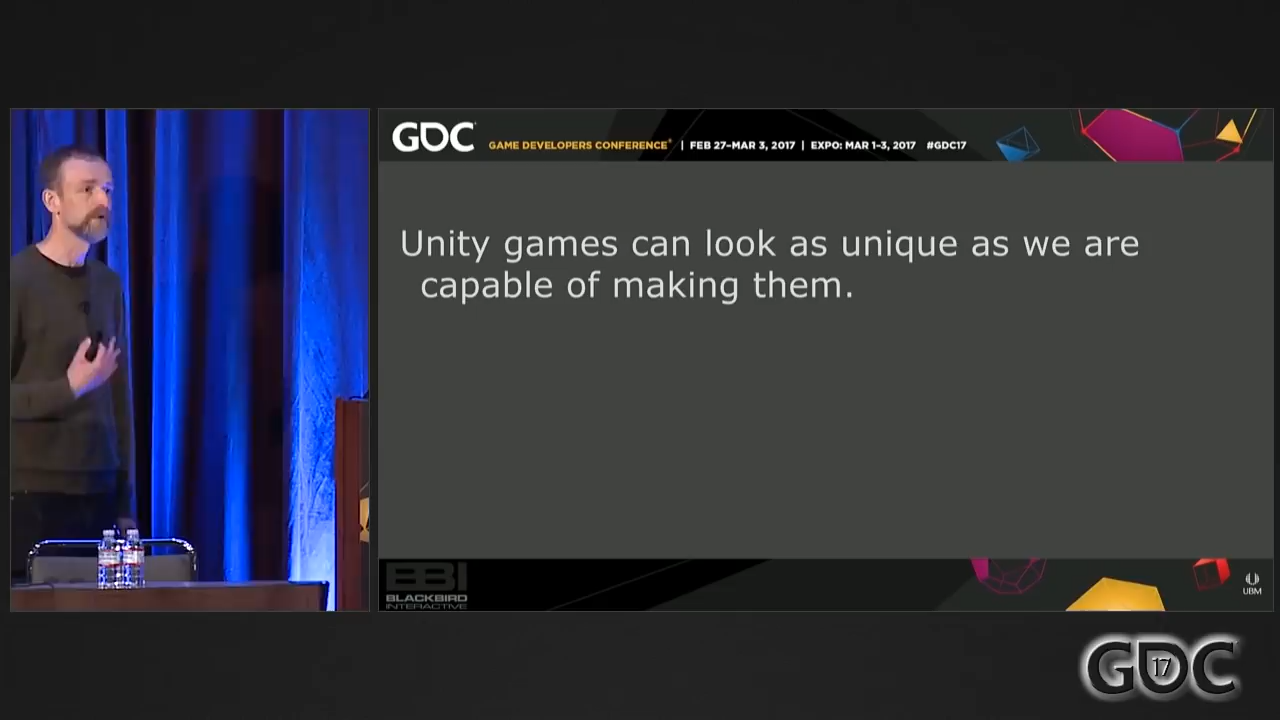 GDC GAME DEVELOPERS CONFERENCE® | FEB 27–MAR 3, 2017 | EXPO: MAR 1–3, 2017 #GDC17
Unity games can look as unique as we are
capable of making them.
BBI
BLACKBIRD
INTERACTIVE
UBM
GDC 17